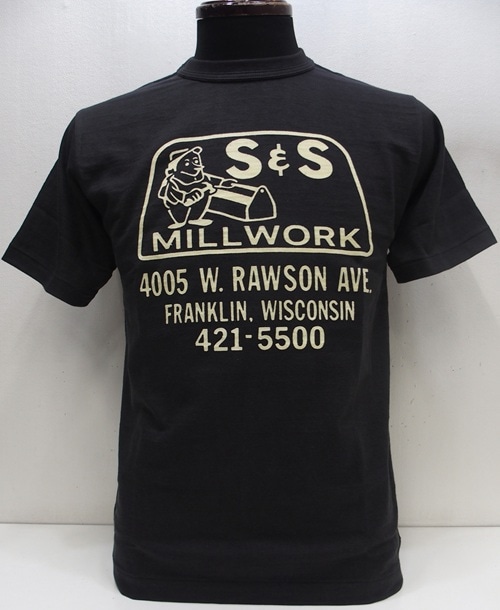 S & S
MILLWORK
4005 W. RAWSON AVE.
FRANKLIN, WISCONSIN
421-5500